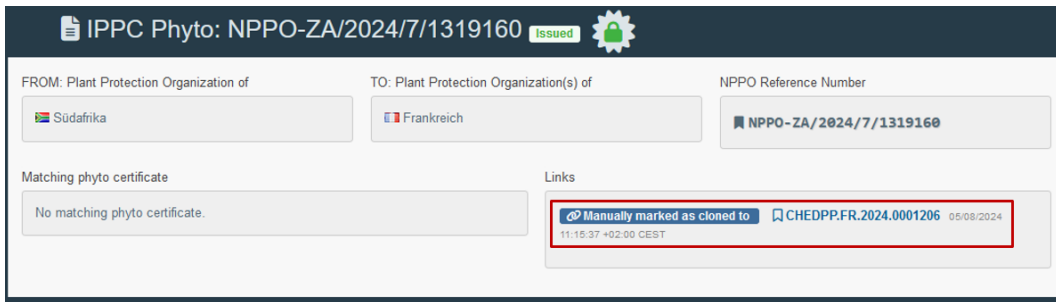 IPPC Phyto: NPPO-ZA/2024/7/1319160 Issued
FROM: Plant Protection Organization of
TO: Plant Protection Organization(s) of
NPPO Reference Number
Südafrika
Frankreich
NPPO-ZA/2024/7/1319160
Matching phyto certificate
Links
No matching phyto certificate.
Manually marked as cloned to CHEDPP.FR.2024.0001206 05/08/2024
11:15:37 +02:00 CEST